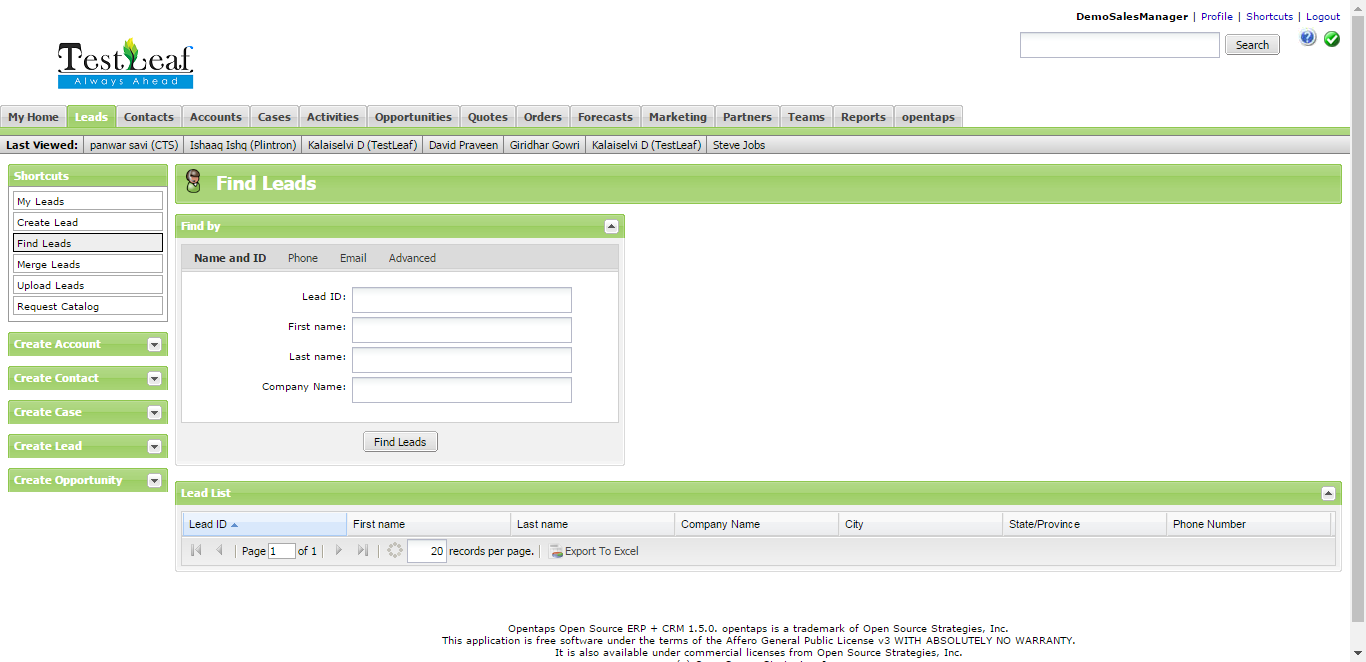 DemoSalesManager | Profile | Shortcuts | Logout
Search
TestLeaf
Always Ahead
My Home Leads Contacts Accounts Cases Activities Opportunities Quotes Orders Forecasts Marketing Partners Teams Reports opentaps
Last Viewed: panwar savi (CTS) Ishaaq Ishq (Plintron) Kalaiselvi D (TestLeaf) David Praveen Giridhar Gowri Kalaiselvi D (TestLeaf) Steve Jobs
Shortcuts
My Leads
Create Lead
Find Leads
Merge Leads
Upload Leads
Request Catalog
Create Account
Create Contact
Create Case
Create Lead
Create Opportunity
Find Leads
Find by
Name and ID Phone Email Advanced
Lead ID:
First name:
Last name:
Company Name:
Find Leads
Lead List
Lead ID First name Last name Company Name City State/Province Phone Number
Page 1 of 1 | 20 records per page. | Export To Excel
Opentaps Open Source ERP + CRM 1.5.0. opentaps is a trademark of Open Source Strategies, Inc.
This application is free software under the terms of the Affero General Public License v3 WITH ABSOLUTELY NO WARRANTY.
It is also available under commercial licenses from Open Source Strategies, Inc.